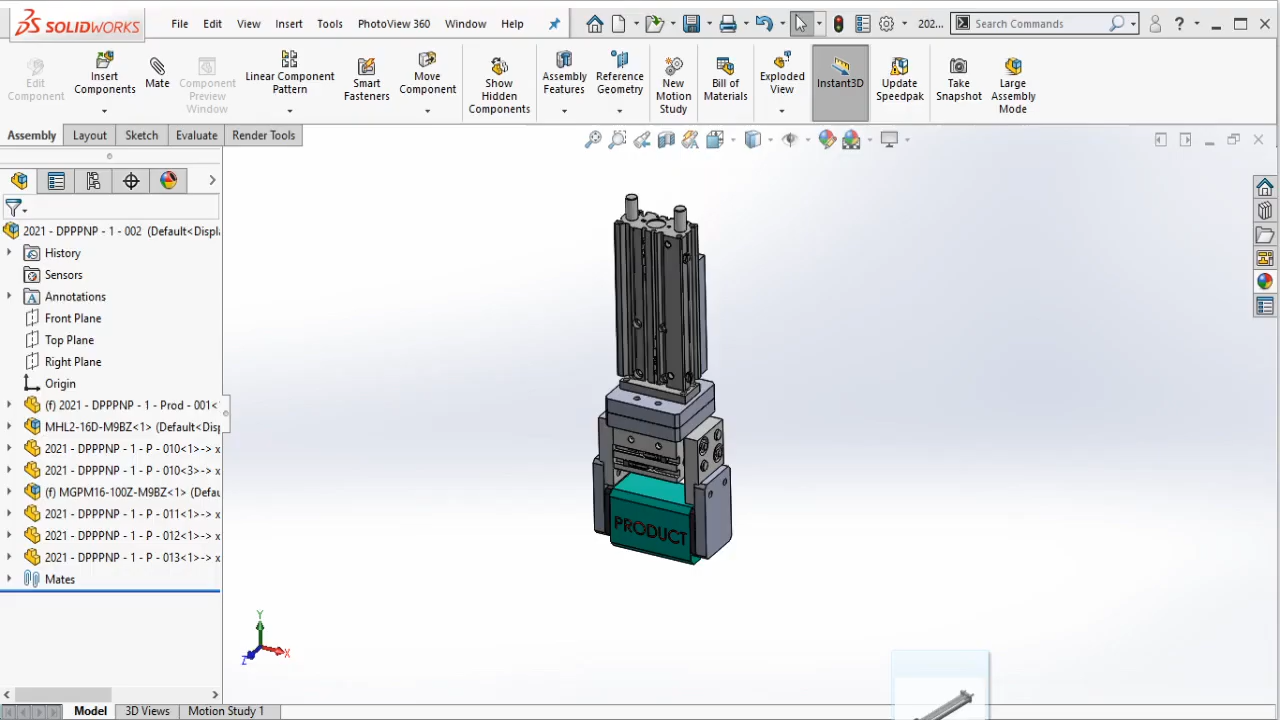 SOLIDWORKS File Edit View Insert Tools PhotoView 360 Window Help 202... Search Commands
Edit Component
Insert Components
Mate
Component Preview Window
Linear Component Pattern
Smart Fasteners
Move Component
Show Hidden Components
Assembly Features
Reference Geometry
New Motion Study
Bill of Materials
Exploded View
Instant3D
Update Speedpak
Take Snapshot
Large Assembly Mode
Assembly Layout Sketch Evaluate Render Tools
2021 - DPPPNP - 1 - 002 (Default<Displ
History
Sensors
Annotations
Front Plane
Top Plane
Right Plane
Origin
(f) 2021 - DPPPNP - 1 - Prod - 001<
MHL2-16D-M9BZ<1> (Default<Disp
2021 - DPPPNP - 1 - P - 010<1>-> x
2021 - DPPPNP - 1 - P - 010<3>-> x
(f) MGPM16-100Z-M9BZ<1> (Defau
2021 - DPPPNP - 1 - P - 011<1>-> x
2021 - DPPPNP - 1 - P - 012<1>-> x
2021 - DPPPNP - 1 - P - 013<1>-> x
Mates
PRODUCT
Y
Z X
Model 3D Views Motion Study 1